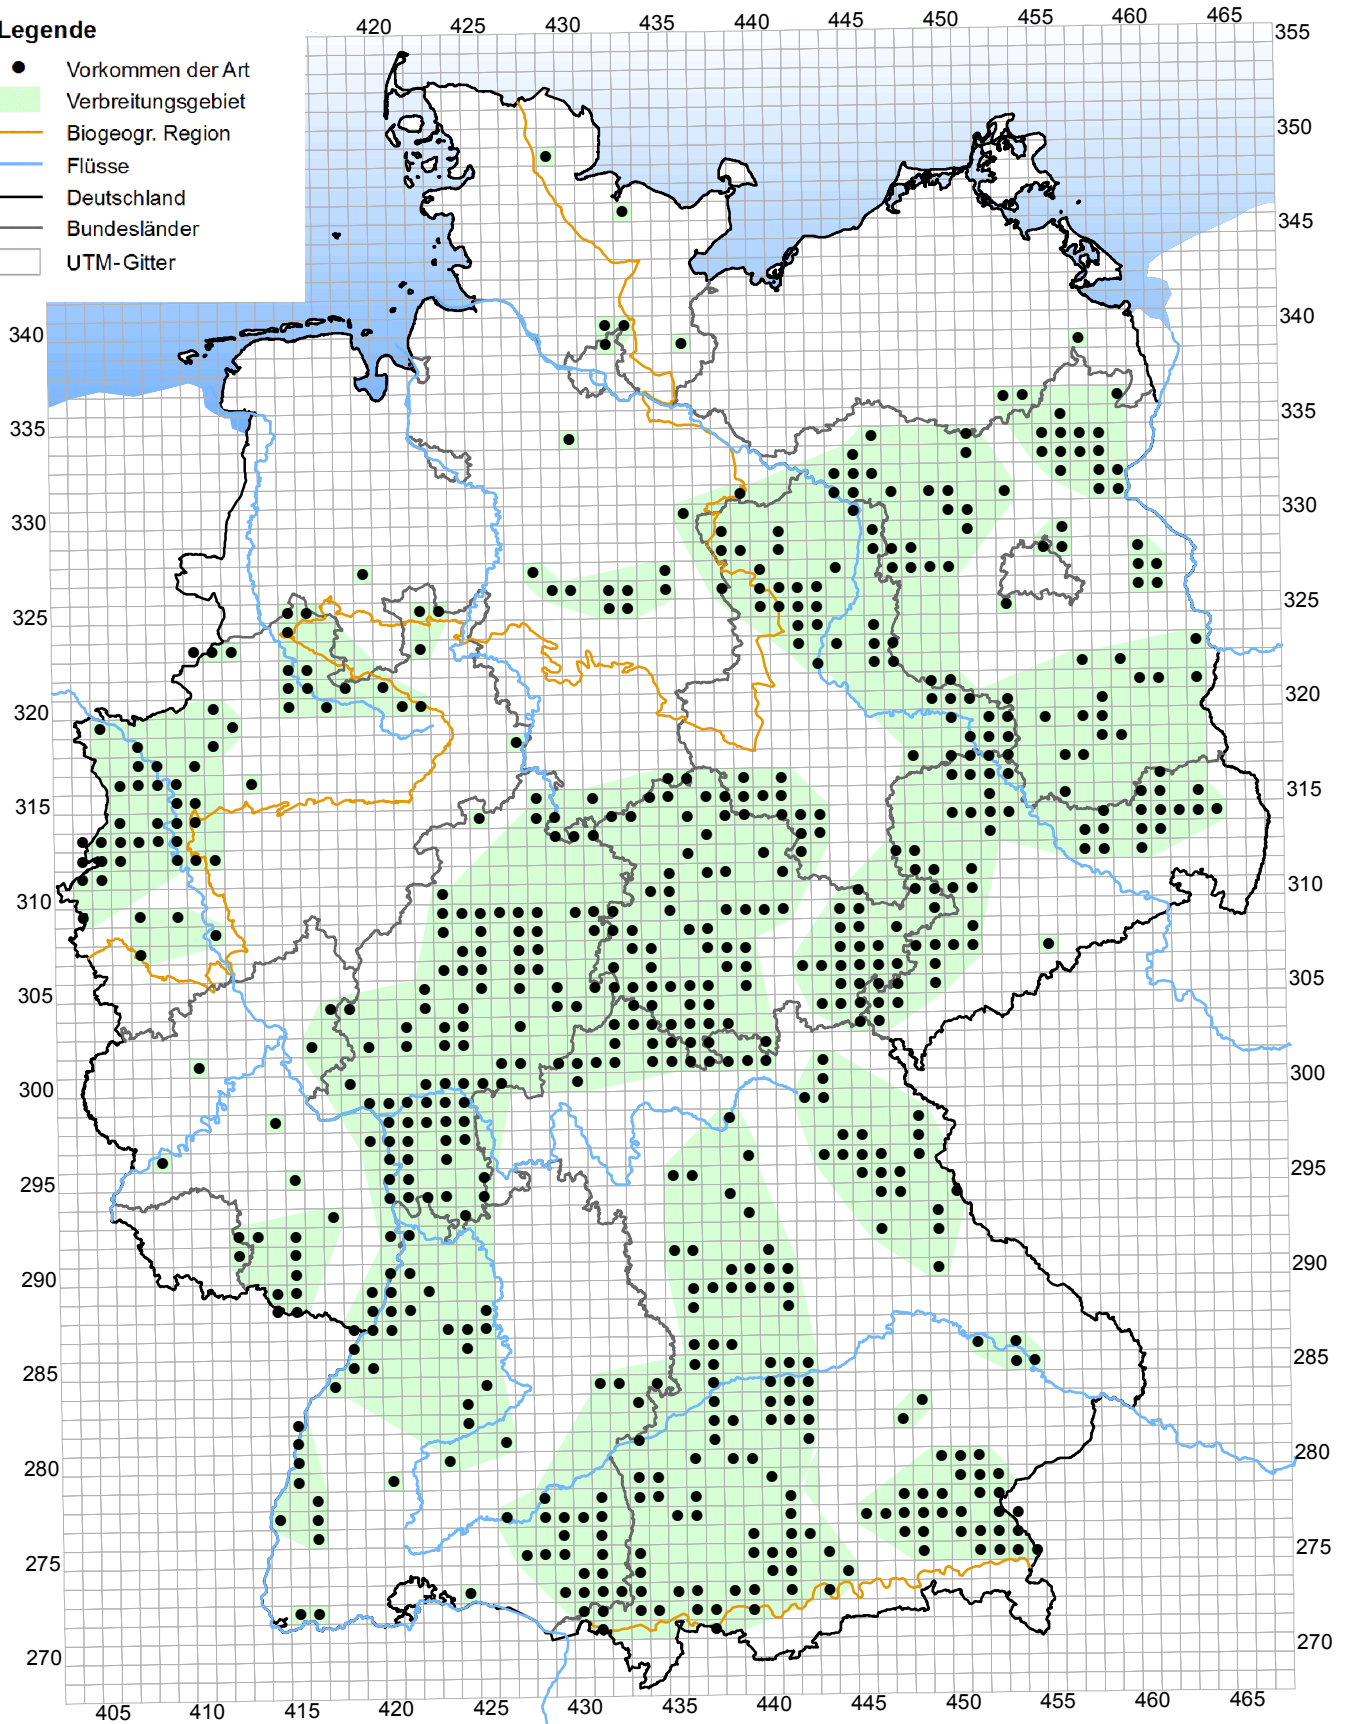 Legende
Vorkommen der Art
Verbreitungsgebiet
Biogeogr. Region
Flüsse
Deutschland
Bundesländer
UTM-Gitter
420 425 430 435 440 445 450 455 460 465
355
350
345
340 340
335 335
330 330
325 325
320 320
315 315
310 310
305 305
300 300
295 295
290 290
285 285
280 280
275 275
270 270
405 410 415 420 425 430 435 440 445 450 455 460 465